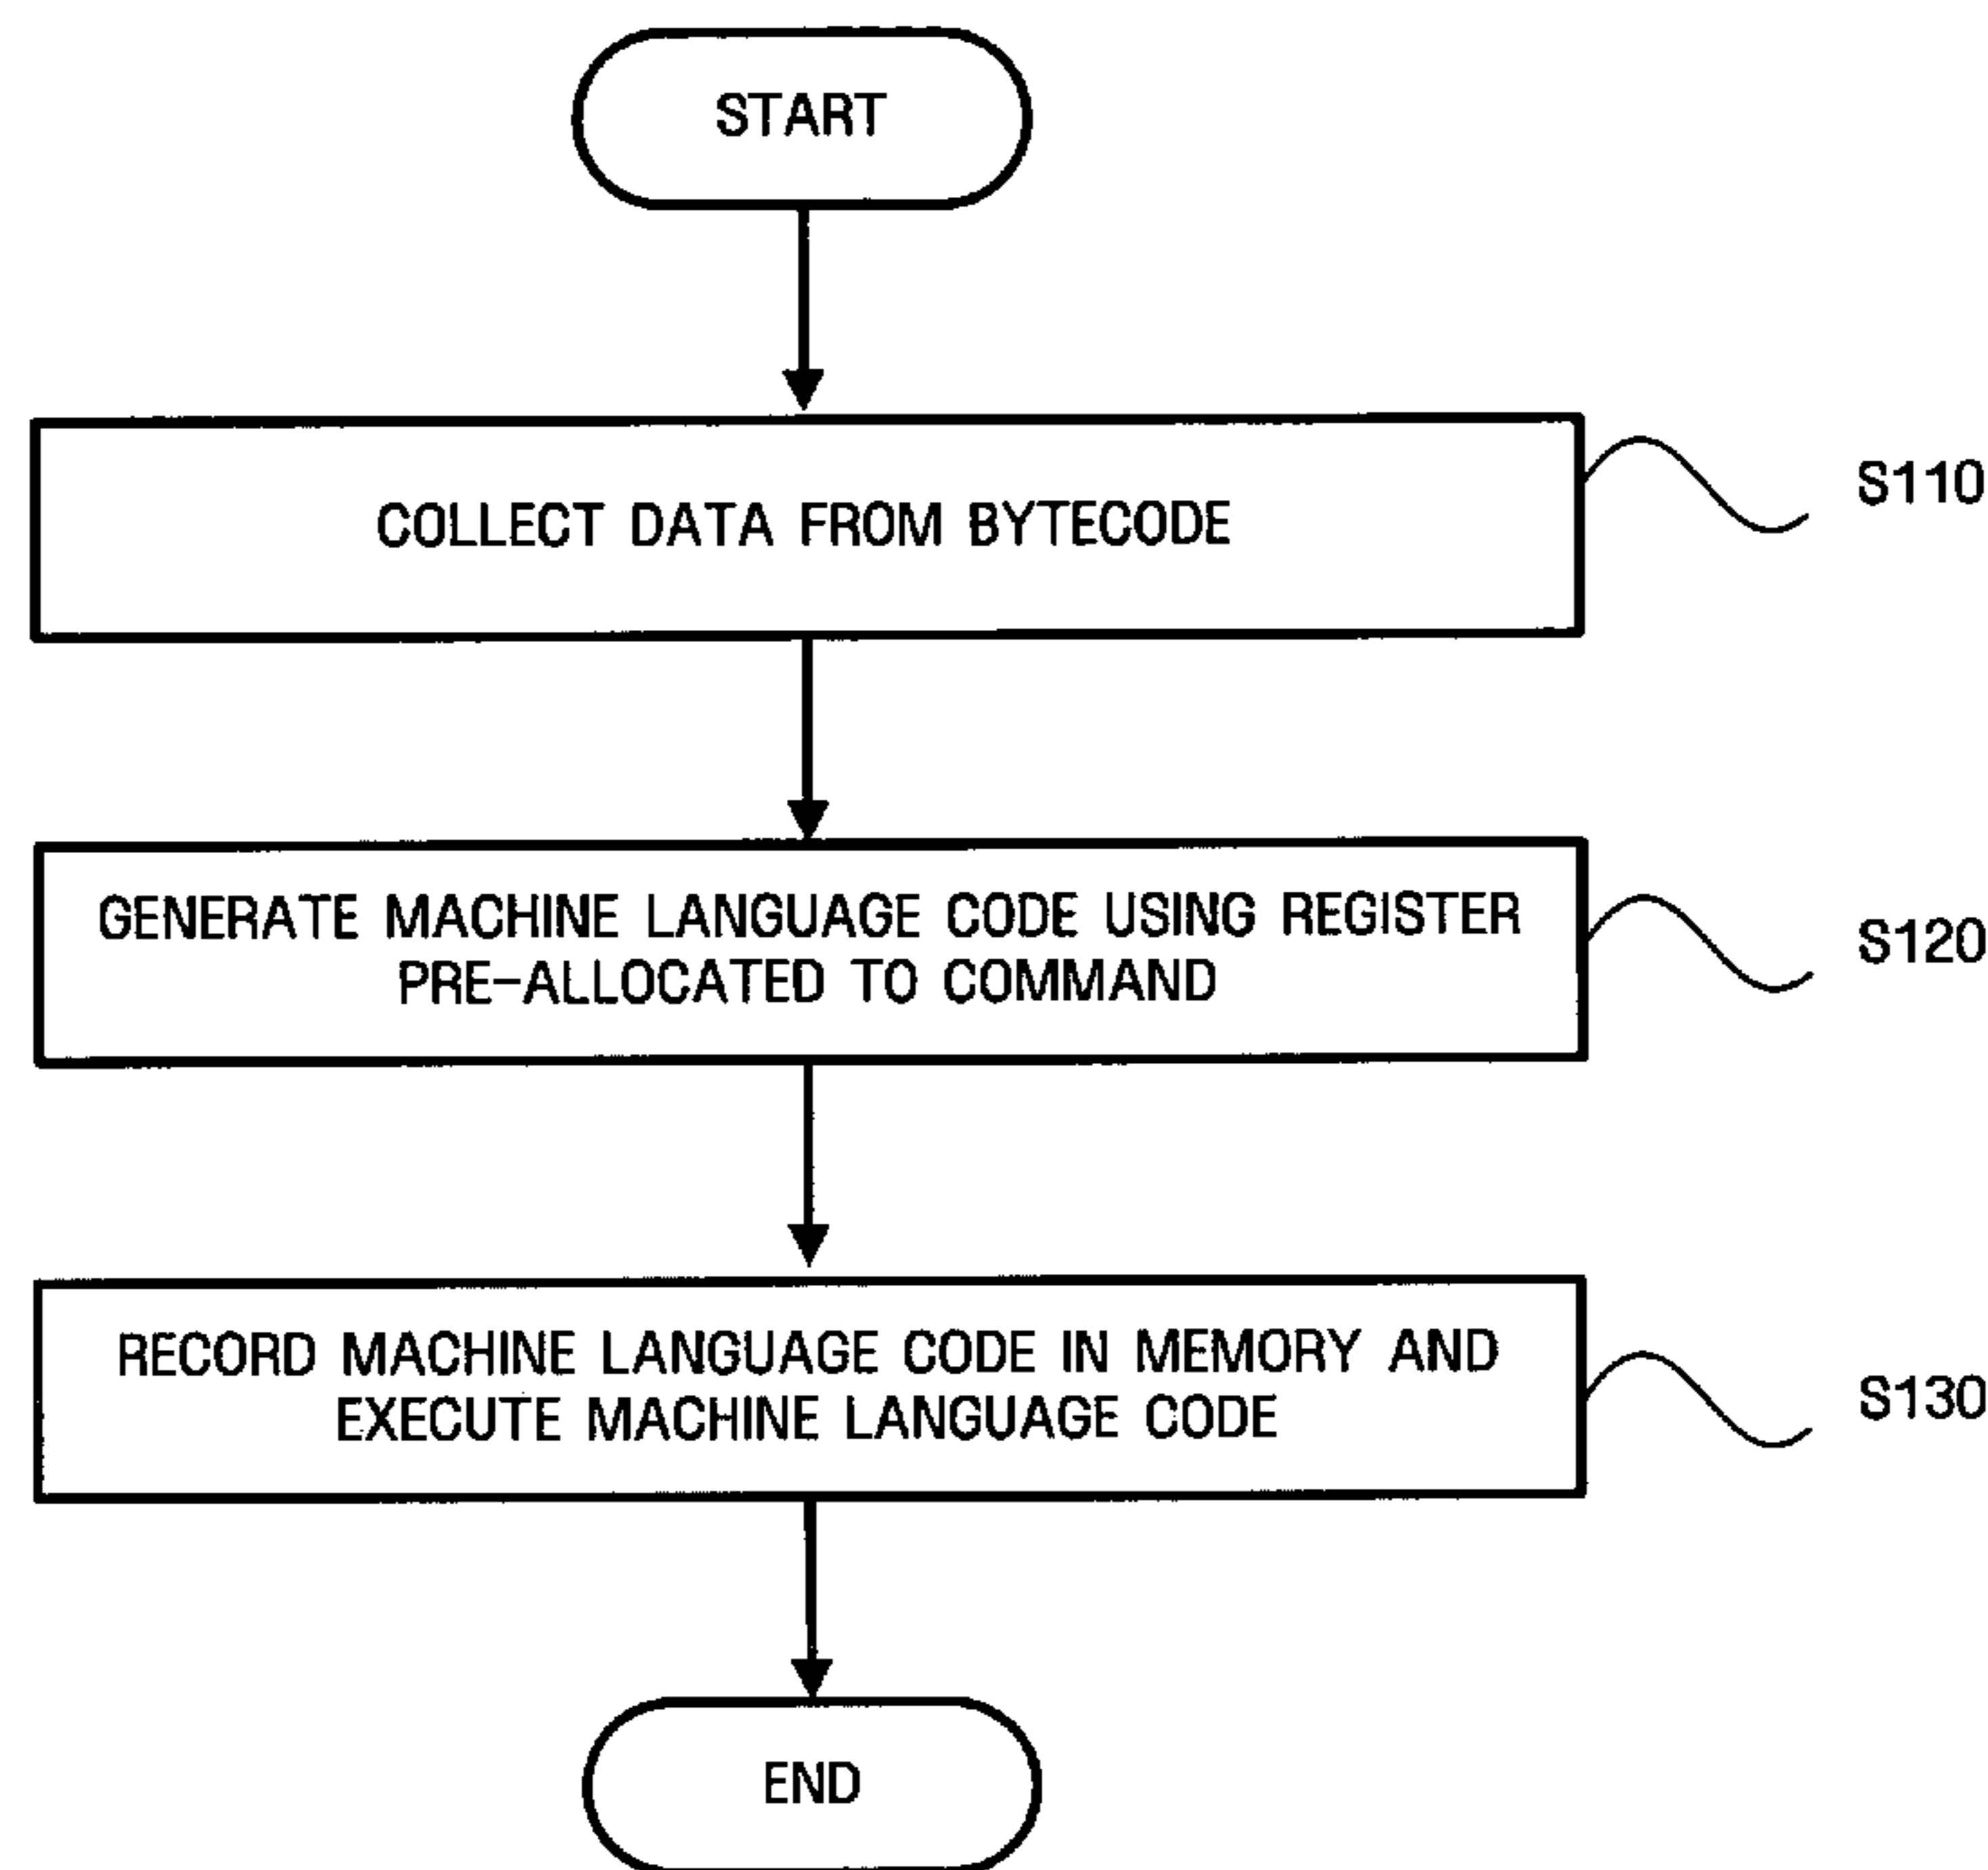 START
COLLECT DATA FROM BYTECODE
S110
GENERATE MACHINE LANGUAGE CODE USING REGISTER
PRE-ALLOCATED TO COMMAND
S120
RECORD MACHINE LANGUAGE CODE IN MEMORY AND
EXECUTE MACHINE LANGUAGE CODE
S130
END